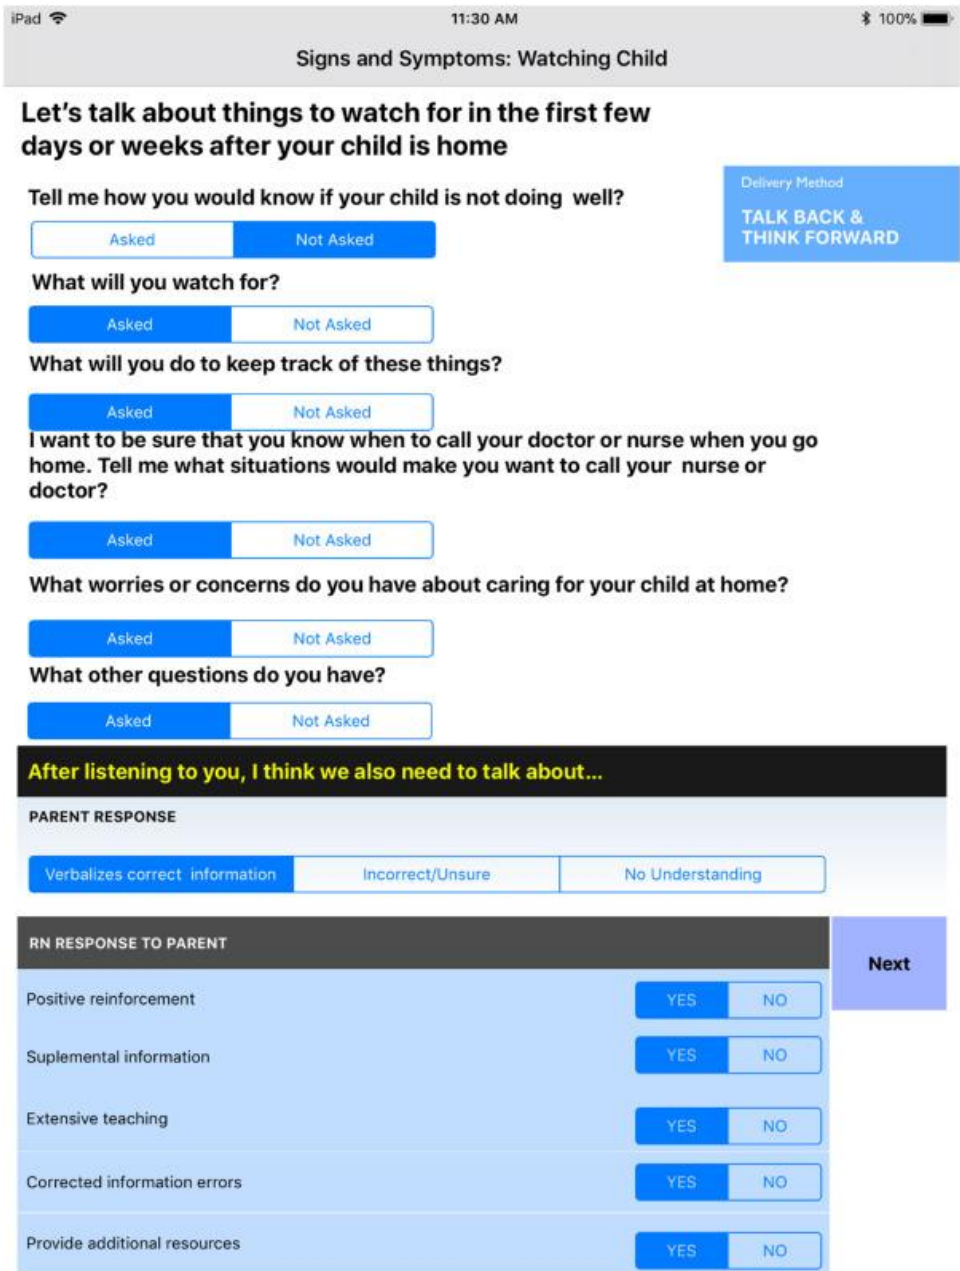 iPad 11:30 AM 100%
Signs and Symptoms: Watching Child
Let's talk about things to watch for in the first few
days or weeks after your child is home
Delivery Method
TALK BACK &
THINK FORWARD
Tell me how you would know if your child is not doing well?
Asked Not Asked
What will you watch for?
Asked Not Asked
What will you do to keep track of these things?
Asked Not Asked
I want to be sure that you know when to call your doctor or nurse when you go
home. Tell me what situations would make you want to call your nurse or
doctor?
Asked Not Asked
What worries or concerns do you have about caring for your child at home?
Asked Not Asked
What other questions do you have?
Asked Not Asked
After listening to you, I think we also need to talk about...
PARENT RESPONSE
Verbalizes correct information Incorrect/Unsure No Understanding
RN RESPONSE TO PARENT
Next
Positive reinforcement YES NO
Suplemental information YES NO
Extensive teaching YES NO
Corrected information errors YES NO
Provide additional resources YES NO